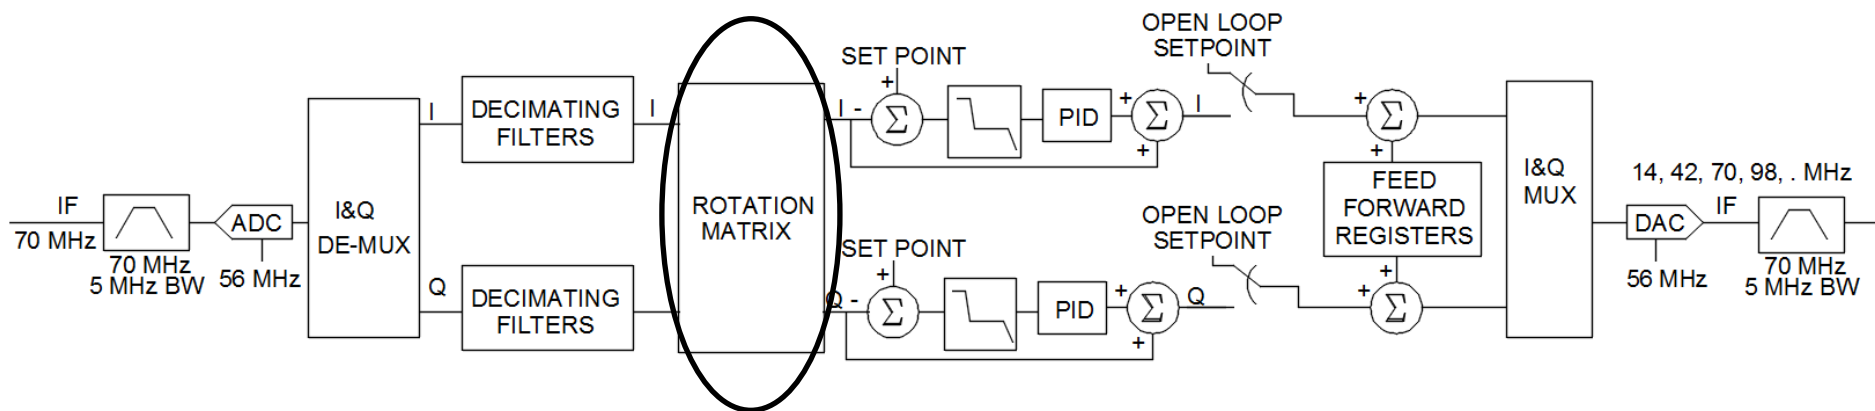 IF
70 MHz
70 MHz
5 MHz BW
ADC
56 MHz
I&Q
DE-MUX
I
Q
DECIMATING
FILTERS
DECIMATING
FILTERS
I
ROTATION
MATRIX
I -
SET POINT
+
Σ
PID
+
Σ
+
I
Q -
SET POINT
+
Σ
PID
+
Σ
+
Q
OPEN LOOP
SETPOINT
OPEN LOOP
SETPOINT
+
Σ
+
FEED
FORWARD
REGISTERS
+
+
Σ
I&Q
MUX
14, 42, 70, 98, . MHz
DAC
56 MHz
IF
70 MHz
5 MHz BW